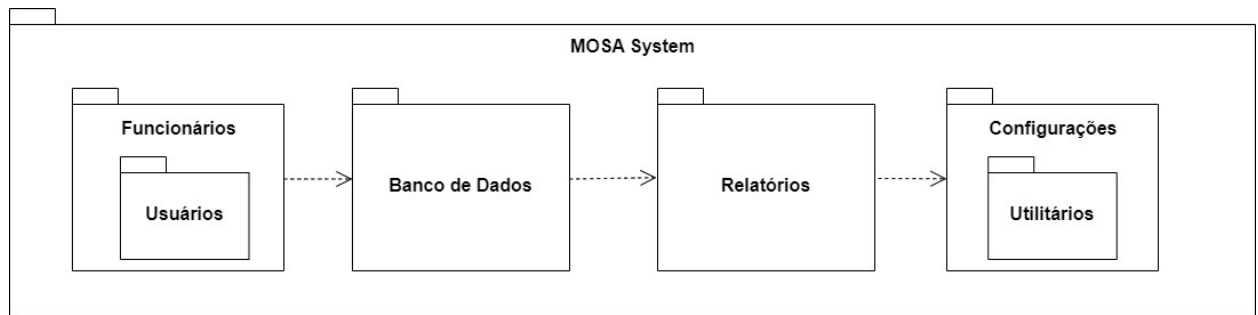 MOSA System
Funcionários
Usuários
Banco de Dados
Relatórios
Configurações
Utilitários